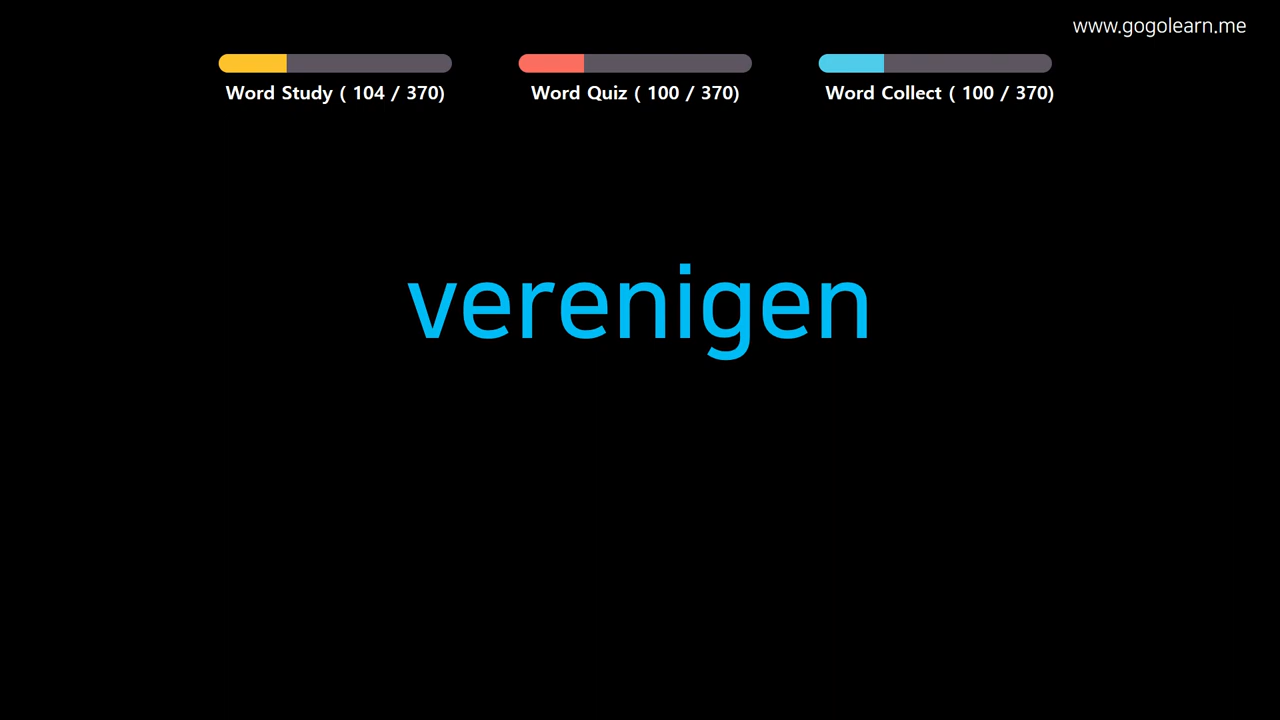 www.gogolearn.me
Word Study ( 104 / 370)
Word Quiz ( 100 / 370)
Word Collect ( 100 / 370)
verenigen